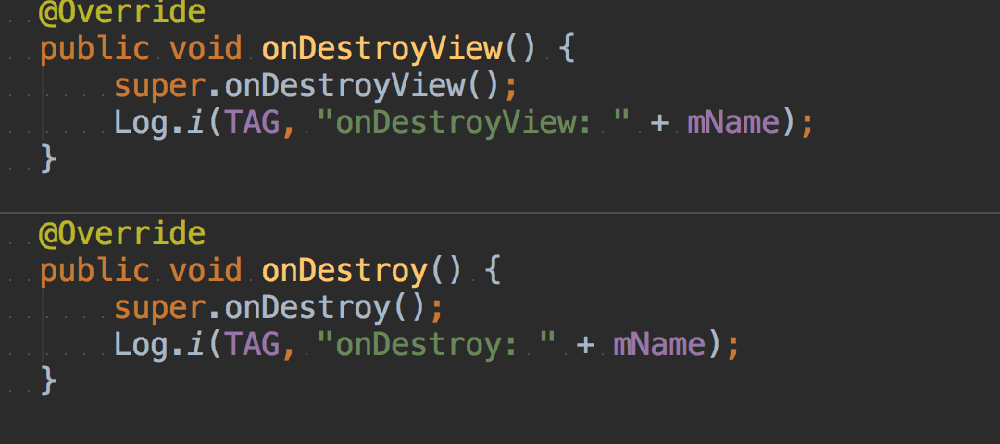 @Override
public void onDestroyView() {
super.onDestroyView();
Log.i(TAG, "onDestroyView: " + mName);
}
@Override
public void onDestroy() {
super.onDestroy();
Log.i(TAG, "onDestroy: " + mName);
}